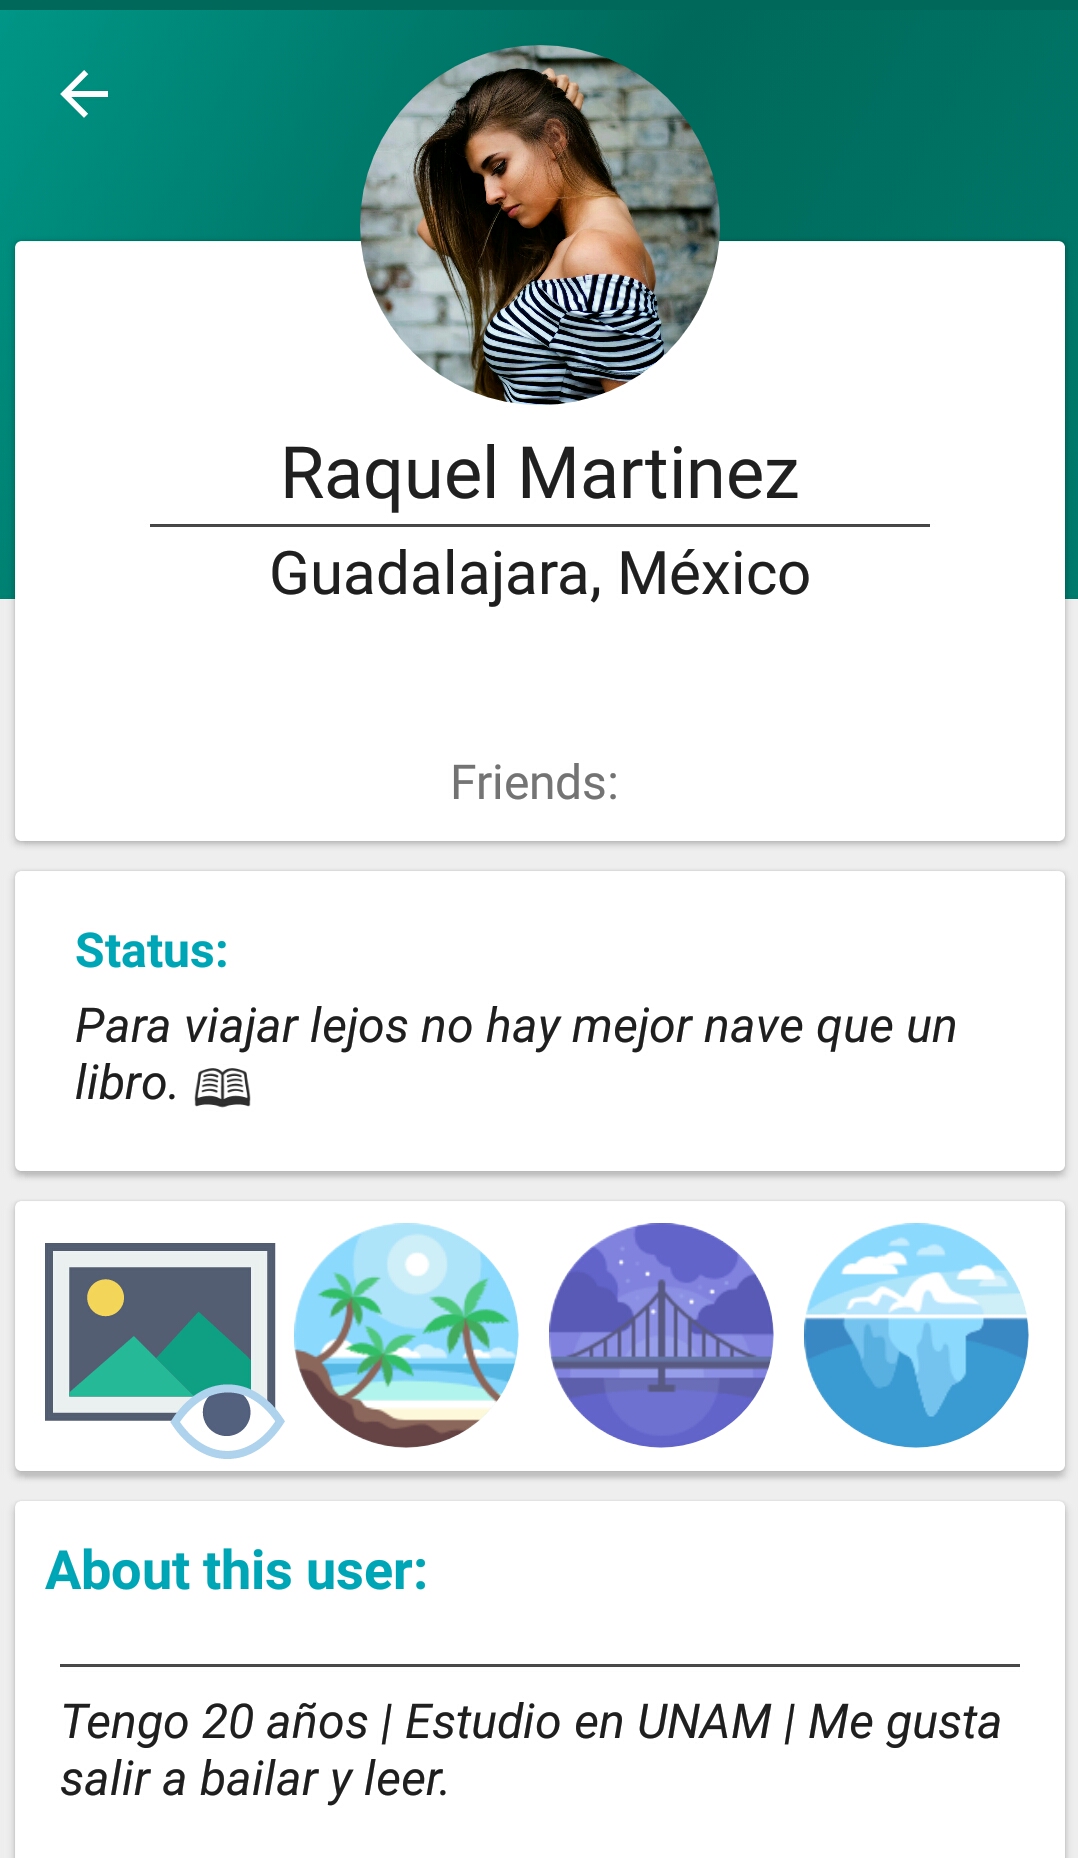 Raquel Martinez
Guadalajara, México
Friends:
Status:
Para viajar lejos no hay mejor nave que un
libro. 📖
About this user:
Tengo 20 años | Estudio en UNAM | Me gusta
salir a bailar y leer.